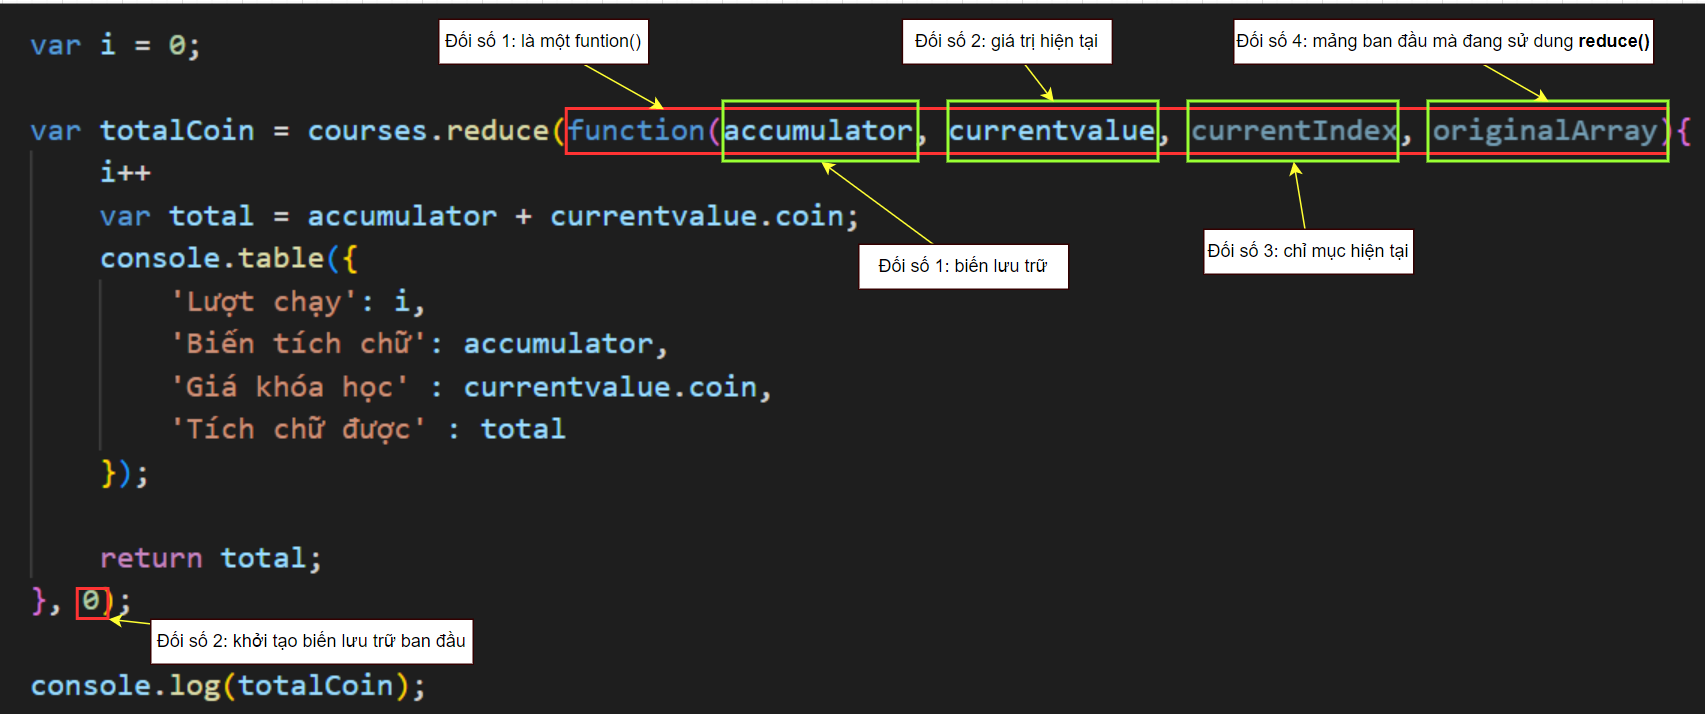 Đối số 1: là một funtion()
Đối số 2: giá trị hiện tại
Đối số 4: mảng ban đầu mà đang sử dung reduce()
var i = 0;
var totalCoin = courses.reduce(function(accumulator, currentvalue, currentIndex, originalArray){
i++
var total = accumulator + currentvalue.coin;
Đối số 1: biến lưu trữ
Đối số 3: chỉ mục hiện tại
console.table({
'Lượt chạy': i,
'Biến tích chữ': accumulator,
'Giá khóa học' : currentvalue.coin,
'Tích chữ được' : total
});
return total;
}, 0);
Đối số 2: khởi tạo biến lưu trữ ban đầu
console.log(totalCoin);